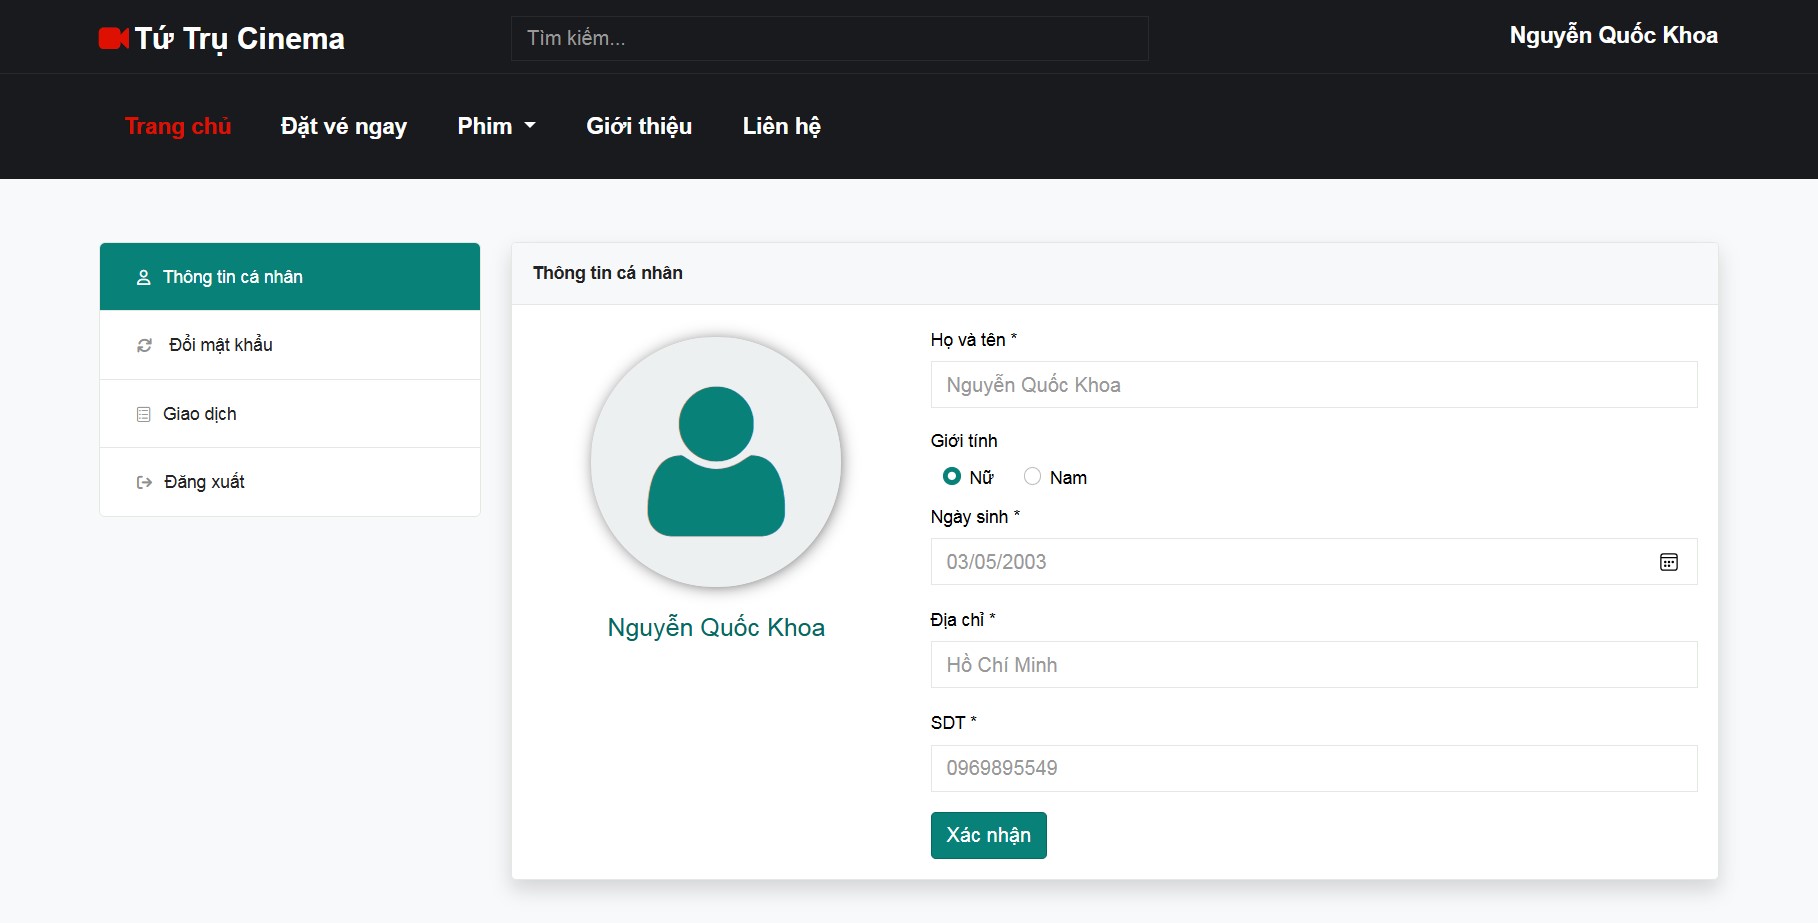 Tứ Trụ Cinema
Tìm kiếm...
Nguyễn Quốc Khoa
Trang chủ Đặt vé ngay Phim Giới thiệu Liên hệ
Thông tin cá nhân
Đổi mật khẩu
Giao dịch
Đăng xuất
Thông tin cá nhân
Nguyễn Quốc Khoa
Họ và tên *
Nguyễn Quốc Khoa
Giới tính
Nữ Nam
Ngày sinh *
03/05/2003
Địa chỉ *
Hồ Chí Minh
SDT *
0969895549
Xác nhận